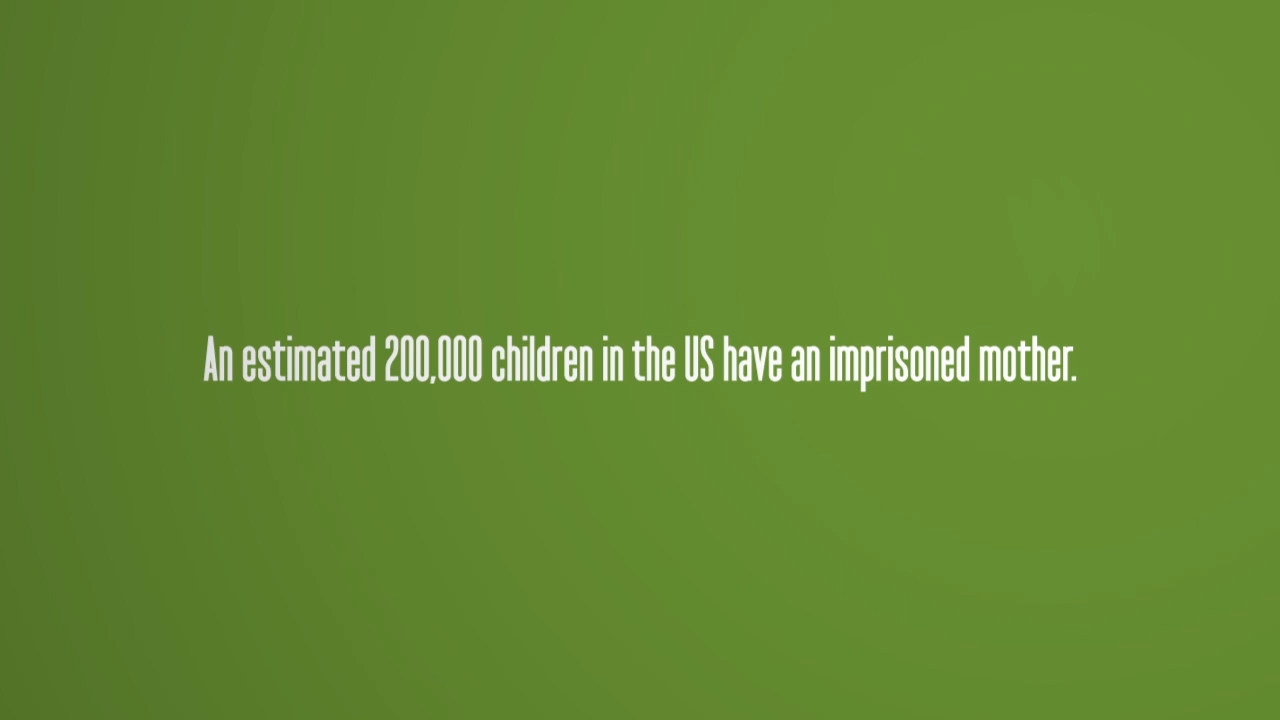 An estimated 200,000 children in the US have an imprisoned mother.